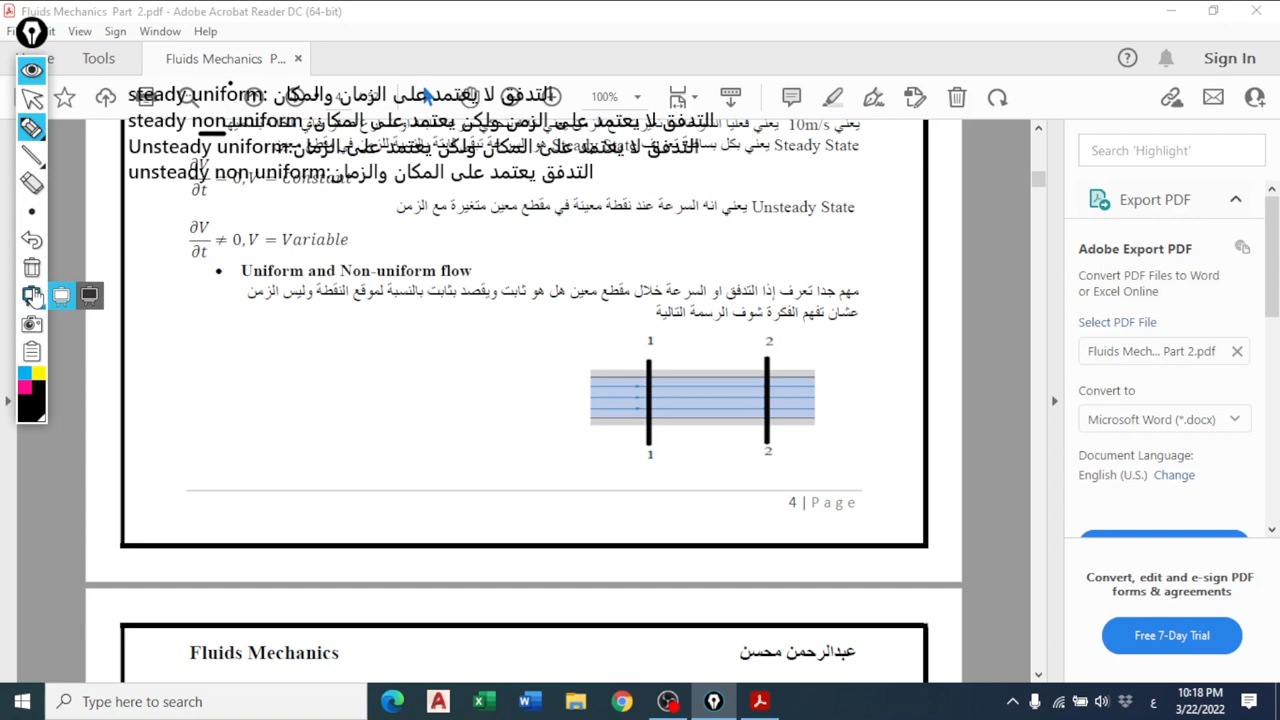 Fluids Mechanics Part 2.pdf - Adobe Acrobat Reader DC (64-bit)
View Sign Window Help
Tools
Fluids Mechanics P...
Sign In
100%
steady uniform: التدفق لا يعتمد على الزمن والمكان
steady non uniform: التدفق لا يعتمد على الزمن ولكن يعتمد على المكان
Unsteady uniform: التدفق لا يعتمد على المكان ولكن يعتمد على الزمان
unsteady non uniform: التدفق يعتمد على المكان والزمان
Steady State يعني بكل بساطة
∂V/∂t = 0, V = Constant
Unsteady State يعني انه السرعة عند نقطة معينة في مقطع معين متغيرة مع الزمن
∂V/∂t ≠ 0, V = Variable
• Uniform and Non-uniform flow
مهم جدا تعرف إذا التدفق او السرعة خلال مقطع معين هل هو ثابت ويقصد بثابت بالنسبة لموقع النقطة وليس الزمن
عشان تفهم الفكرة شوف الرسمة التالية
1 2
1 2
4 | Page
Fluids Mechanics عبدالرحمن محسن
Search 'Highlight'
Export PDF
Adobe Export PDF
Convert PDF Files to Word
or Excel Online
Select PDF File
Fluids Mech... Part 2.pdf
Convert to
Microsoft Word (*.docx)
Document Language:
English (U.S.) Change
Convert, edit and e-sign PDF
forms & agreements
Free 7-Day Trial
Type here to search
ع
10:18 PM
3/22/2022